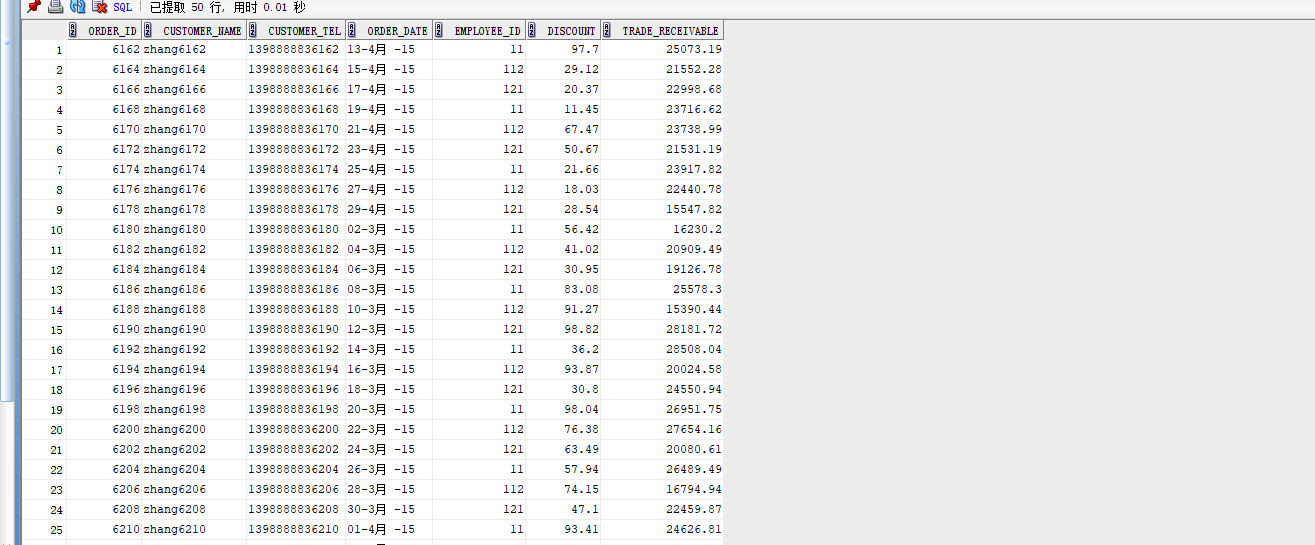 SQL | 已提取 50 行, 用时 0.01 秒
ORDER_ID CUSTOMER_NAME CUSTOMER_TEL ORDER_DATE EMPLOYEE_ID DISCOUNT TRADE_RECEIVABLE
1 6162 zhang6162 1398888836162 13-4月 -15 11 97.7 25073.19
2 6164 zhang6164 1398888836164 15-4月 -15 112 29.12 21552.28
3 6166 zhang6166 1398888836166 17-4月 -15 121 20.37 22998.68
4 6168 zhang6168 1398888836168 19-4月 -15 11 11.45 23716.62
5 6170 zhang6170 1398888836170 21-4月 -15 112 67.47 23738.99
6 6172 zhang6172 1398888836172 23-4月 -15 121 50.67 21531.19
7 6174 zhang6174 1398888836174 25-4月 -15 11 21.66 23917.82
8 6176 zhang6176 1398888836176 27-4月 -15 112 18.03 22440.78
9 6178 zhang6178 1398888836178 29-4月 -15 121 28.54 15547.82
10 6180 zhang6180 1398888836180 02-3月 -15 11 56.42 16230.2
11 6182 zhang6182 1398888836182 04-3月 -15 112 41.02 20909.49
12 6184 zhang6184 1398888836184 06-3月 -15 121 30.95 19126.78
13 6186 zhang6186 1398888836186 08-3月 -15 11 83.08 25578.3
14 6188 zhang6188 1398888836188 10-3月 -15 112 91.27 15390.44
15 6190 zhang6190 1398888836190 12-3月 -15 121 98.82 28181.72
16 6192 zhang6192 1398888836192 14-3月 -15 11 36.2 28508.04
17 6194 zhang6194 1398888836194 16-3月 -15 112 93.87 20024.58
18 6196 zhang6196 1398888836196 18-3月 -15 121 30.8 24550.94
19 6198 zhang6198 1398888836198 20-3月 -15 11 98.04 26951.75
20 6200 zhang6200 1398888836200 22-3月 -15 112 76.38 27654.16
21 6202 zhang6202 1398888836202 24-3月 -15 121 63.49 20080.61
22 6204 zhang6204 1398888836204 26-3月 -15 11 57.94 26489.49
23 6206 zhang6206 1398888836206 28-3月 -15 112 74.15 16794.94
24 6208 zhang6208 1398888836208 30-3月 -15 121 47.1 22459.87
25 6210 zhang6210 1398888836210 01-4月 -15 11 93.41 24626.81